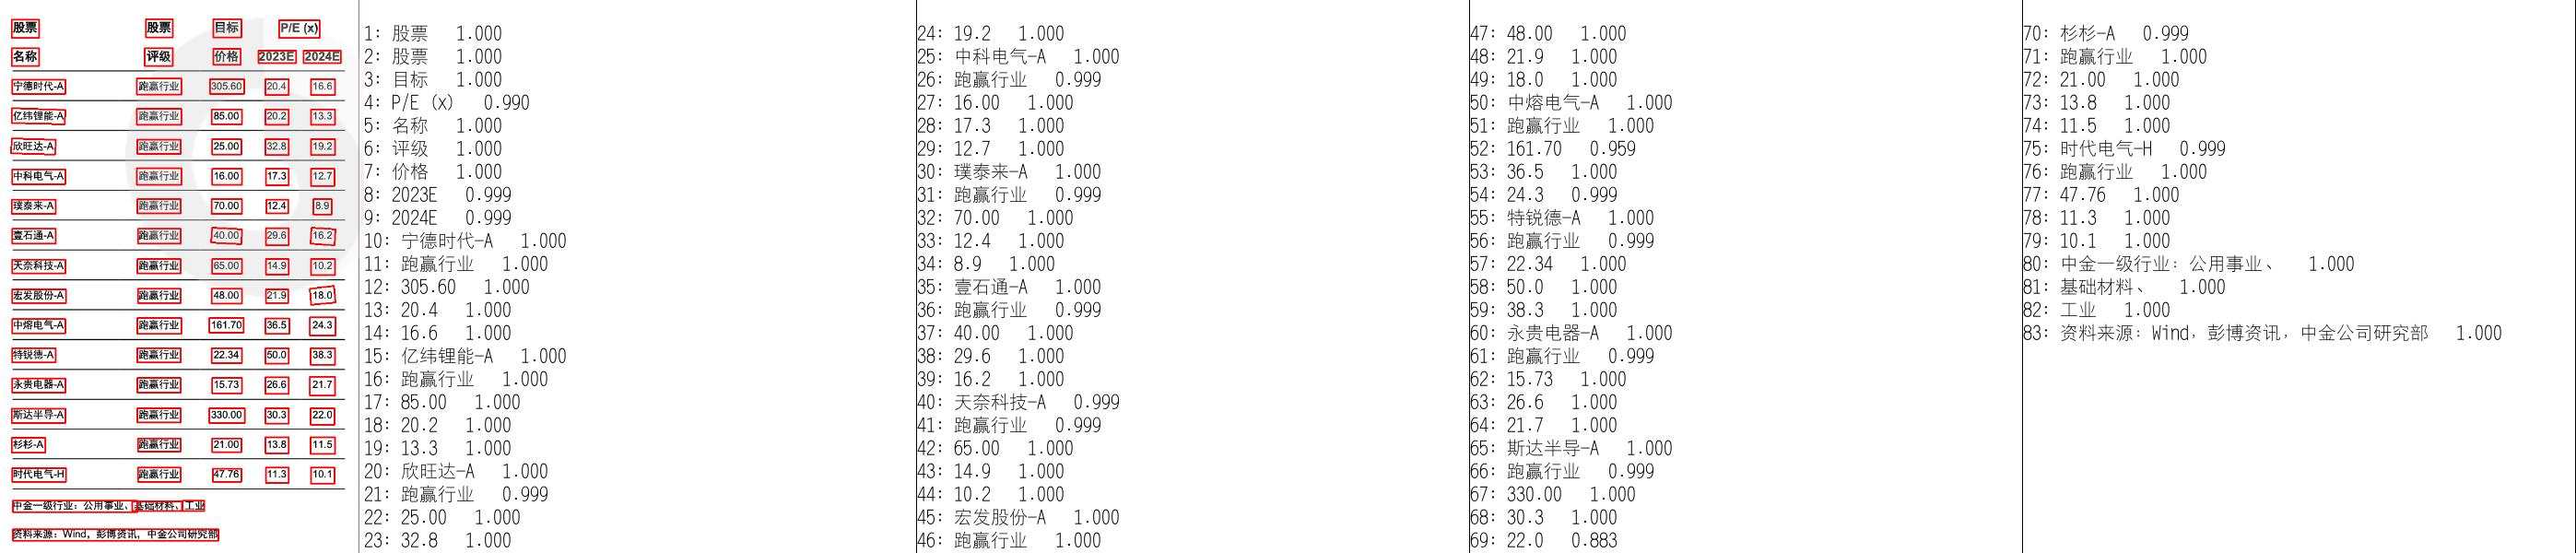 股票 股票 目标 P/E (x)
名称 评级 价格 2023E 2024E
宁德时代-A 跑赢行业 305.60 20.4 16.6
亿纬锂能-A 跑赢行业 85.00 20.2 13.3
欣旺达-A 跑赢行业 25.00 32.8 19.2
中科电气-A 跑赢行业 16.00 17.3 12.7
璞泰来-A 跑赢行业 70.00 12.4 8.9
壹石通-A 跑赢行业 40.00 29.6 16.2
天奈科技-A 跑赢行业 65.00 14.9 10.2
宏发股份-A 跑赢行业 48.00 21.9 18.0
中熔电气-A 跑赢行业 161.70 36.5 24.3
特锐德-A 跑赢行业 22.34 50.0 38.3
永贵电器-A 跑赢行业 15.73 26.6 21.7
斯达半导-A 跑赢行业 330.00 30.3 22.0
杉杉-A 跑赢行业 21.00 13.8 11.5
时代电气-H 跑赢行业 47.76 11.3 10.1
中金一级行业：公用事业、基础材料、工业
资料来源：Wind，彭博资讯，中金公司研究部
1: 股票 1.000
2: 股票 1.000
3: 目标 1.000
4: P/E (x) 0.990
5: 名称 1.000
6: 评级 1.000
7: 价格 1.000
8: 2023E 0.999
9: 2024E 0.999
10: 宁德时代-A 1.000
11: 跑赢行业 1.000
12: 305.60 1.000
13: 20.4 1.000
14: 16.6 1.000
15: 亿纬锂能-A 1.000
16: 跑赢行业 1.000
17: 85.00 1.000
18: 20.2 1.000
19: 13.3 1.000
20: 欣旺达-A 1.000
21: 跑赢行业 0.999
22: 25.00 1.000
23: 32.8 1.000
24: 19.2 1.000
25: 中科电气-A 1.000
26: 跑赢行业 0.999
27: 16.00 1.000
28: 17.3 1.000
29: 12.7 1.000
30: 璞泰来-A 1.000
31: 跑赢行业 0.999
32: 70.00 1.000
33: 12.4 1.000
34: 8.9 1.000
35: 壹石通-A 1.000
36: 跑赢行业 0.999
37: 40.00 1.000
38: 29.6 1.000
39: 16.2 1.000
40: 天奈科技-A 0.999
41: 跑赢行业 0.999
42: 65.00 1.000
43: 14.9 1.000
44: 10.2 1.000
45: 宏发股份-A 1.000
46: 跑赢行业 1.000
47: 48.00 1.000
48: 21.9 1.000
49: 18.0 1.000
50: 中熔电气-A 1.000
51: 跑赢行业 1.000
52: 161.70 0.959
53: 36.5 1.000
54: 24.3 0.999
55: 特锐德-A 1.000
56: 跑赢行业 0.999
57: 22.34 1.000
58: 50.0 1.000
59: 38.3 1.000
60: 永贵电器-A 1.000
61: 跑赢行业 0.999
62: 15.73 1.000
63: 26.6 1.000
64: 21.7 1.000
65: 斯达半导-A 1.000
66: 跑赢行业 0.999
67: 330.00 1.000
68: 30.3 1.000
69: 22.0 0.883
70: 杉杉-A 0.999
71: 跑赢行业 1.000
72: 21.00 1.000
73: 13.8 1.000
74: 11.5 1.000
75: 时代电气-H 0.999
76: 跑赢行业 1.000
77: 47.76 1.000
78: 11.3 1.000
79: 10.1 1.000
80: 中金一级行业：公用事业、 1.000
81: 基础材料、 1.000
82: 工业 1.000
83: 资料来源：Wind，彭博资讯，中金公司研究部 1.000